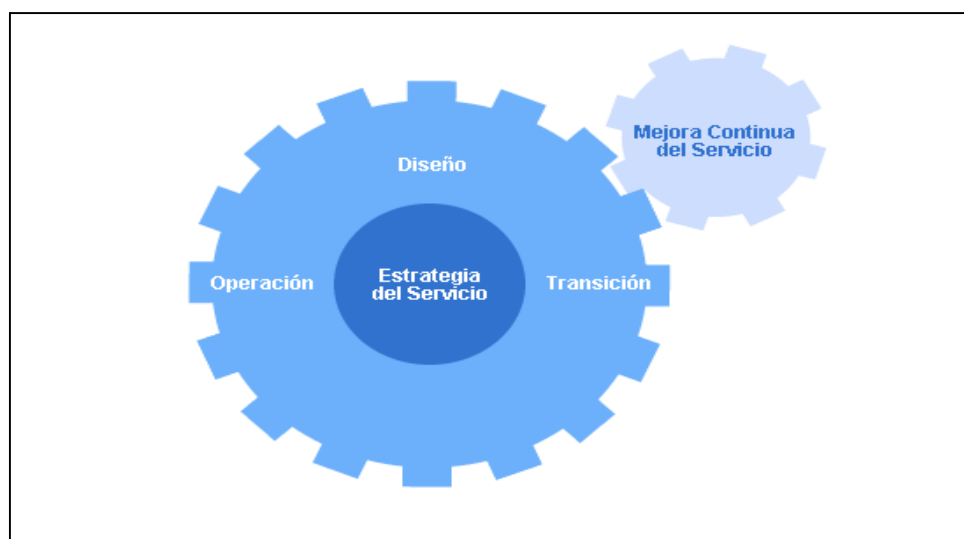 Mejora Continua
del Servicio
Diseño
Operación
Estrategia
del Servicio
Transición